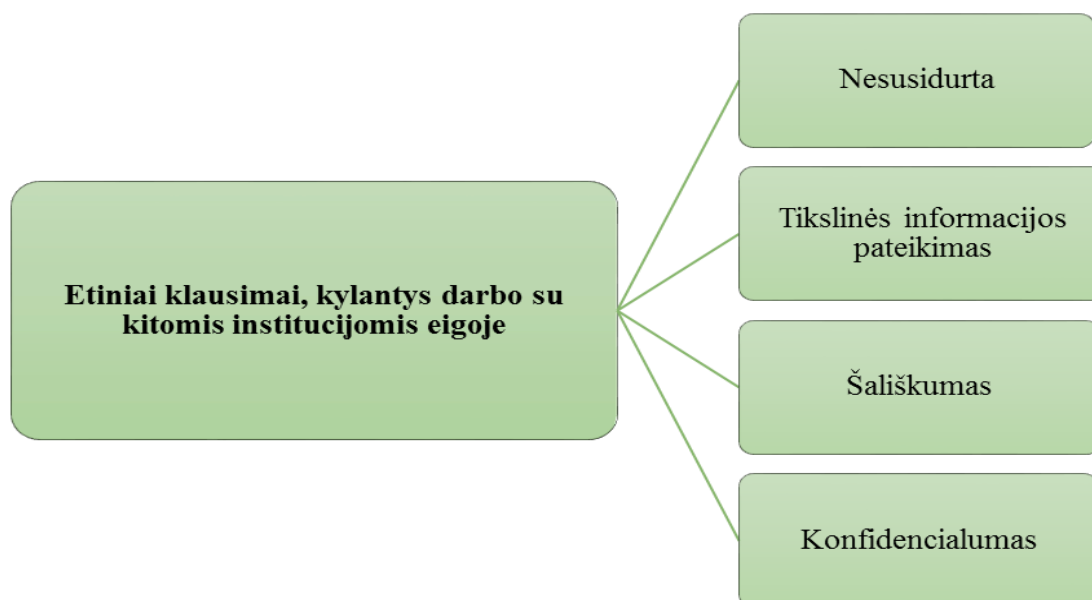 Etiniai klausimai, kylantys darbo su
kitomis institucijomis eigoje
Nesusidurta
Tikslinės informacijos
pateikimas
Šališkumas
Konfidencialumas